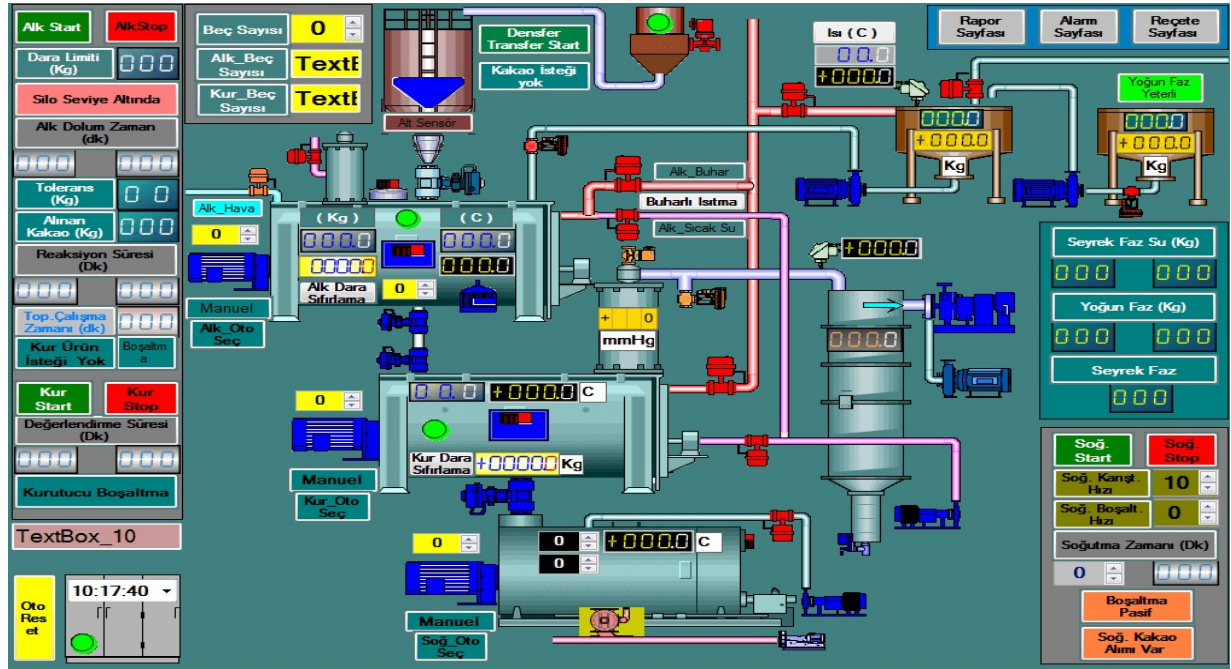 Alk Start
AlkStop
Dara Limiti
(Kg)
000
Silo Seviye Altında
Alk Dolum Zaman
(dk)
000
000
Tolerans
(Kg)
0 0
Alınan
Kakao (Kg)
000
Reaksiyon Süresi
(Dk)
000
000
Top.Çalışma
Zamanı (dk)
000
Kur Ürün
İsteği Yok
Boşaltm
a
Kur
Start
Kur
Stop
Değerlendirme Süresi
(Dk)
000
000
Kurutucu Boşaltma
TextBox_10
Oto
Res
et
10:17:40
Beç Sayısı
0
Alk_Beç
Sayısı
TextE
Kur_Beç
Sayısı
TextE
Alt Sensör
Densfer
Transfer Start
Kakao İsteği
yok
Isı ( C )
00.0
+000.0
Rapor
Sayfası
Alarm
Sayfası
Reçete
Sayfası
Yoğun Faz
Yeterli
000.0
+000.0
Kg
000.0
+000.0
Kg
Alk_Hava
0
( Kg )
( C )
000.0
000.0
00000
000.0
Alk Dara
Sıfırlama
0
Manuel
Alk_Oto
Seç
Alk_Buhar
Buharlı Isıtma
Alk_Sıcak Su
+000.0
+ 0
mmHg
000.0
0
00.0
+000.0
C
Kur Dara
Sıfırlama
+00000
Kg
Manuel
Kur_Oto
Seç
0
0
0
+000.0
C
Manuel
Soğ_Oto
Seç
Seyrek Faz Su (Kg)
000
000
Yoğun Faz (Kg)
000
000
Seyrek Faz
000
Soğ.
Start
Soğ.
Stop
Soğ. Karışt.
Hızı
10
Soğ. Boşalt.
Hızı
0
Soğutma Zamanı (Dk)
0
000
Boşaltma
Pasif
Soğ. Kakao
Alımı Var